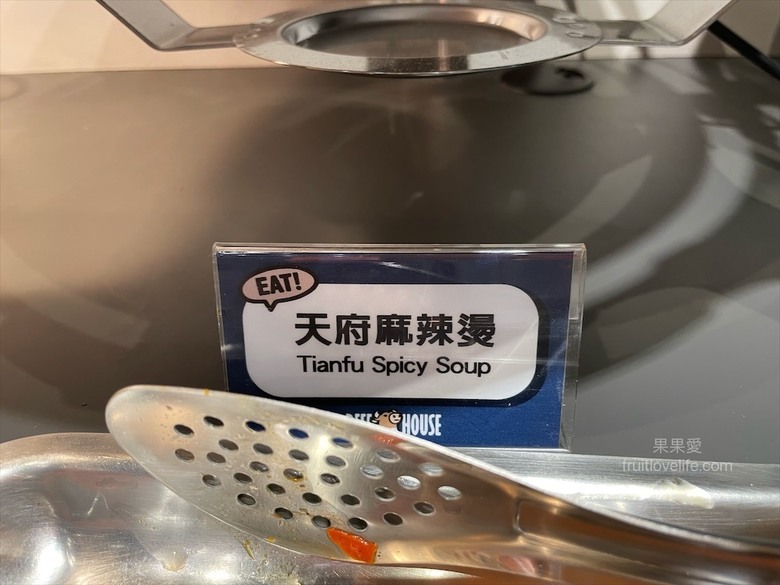 EAT!
天府麻辣燙
Tianfu Spicy Soup
HOUSE
果果愛
fruitlovelife.com